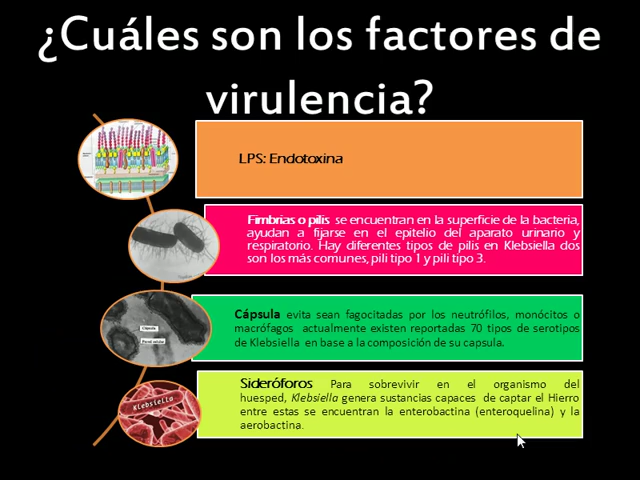 ¿Cuáles son los factores de
virulencia?
LPS: Endotoxina
Fimbrias o pilis se encuentran en la superficie de la bacteria,
ayudan a fijarse en el epitelio del aparato urinario y
respiratorio. Hay diferentes tipos de pilis en Klebsiella dos
son los más comunes, pili tipo 1 y pili tipo 3.
Cápsula evita sean fagocitadas por los neutrófilos, monócitos o
macrófagos actualmente existen reportadas 70 tipos de serotipos
de Klebsiella en base a la composición de su capsula.
Sideróforos Para sobrevivir en el organismo del
huesped, Klebsiella genera sustancias capaces de captar el Hierro
entre estas se encuentran la enterobactina (enteroquelina) y la
aerobactina.
Klebsiella